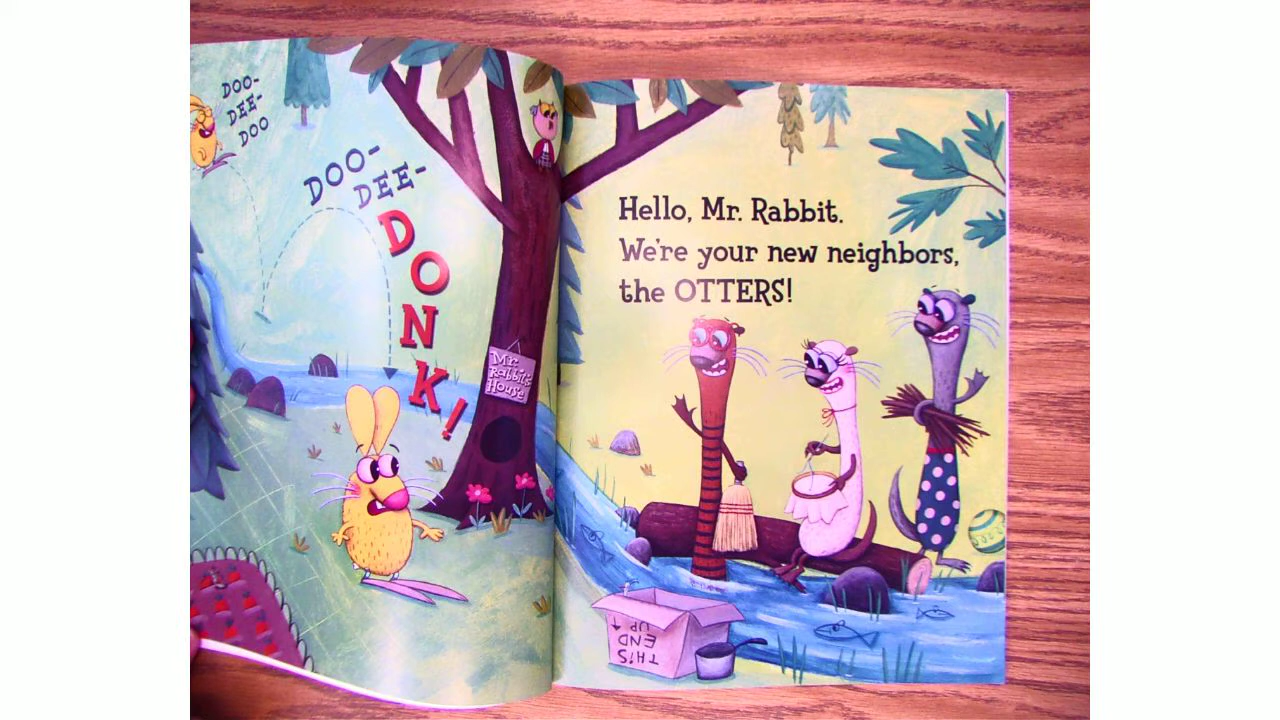 DOO-
DEE-
DOO
DOO-
DEE-
DONK!
Mr.
Rabbit's
House
Hello, Mr. Rabbit.
We're your new neighbors,
the OTTERS!
THIS
END
UP